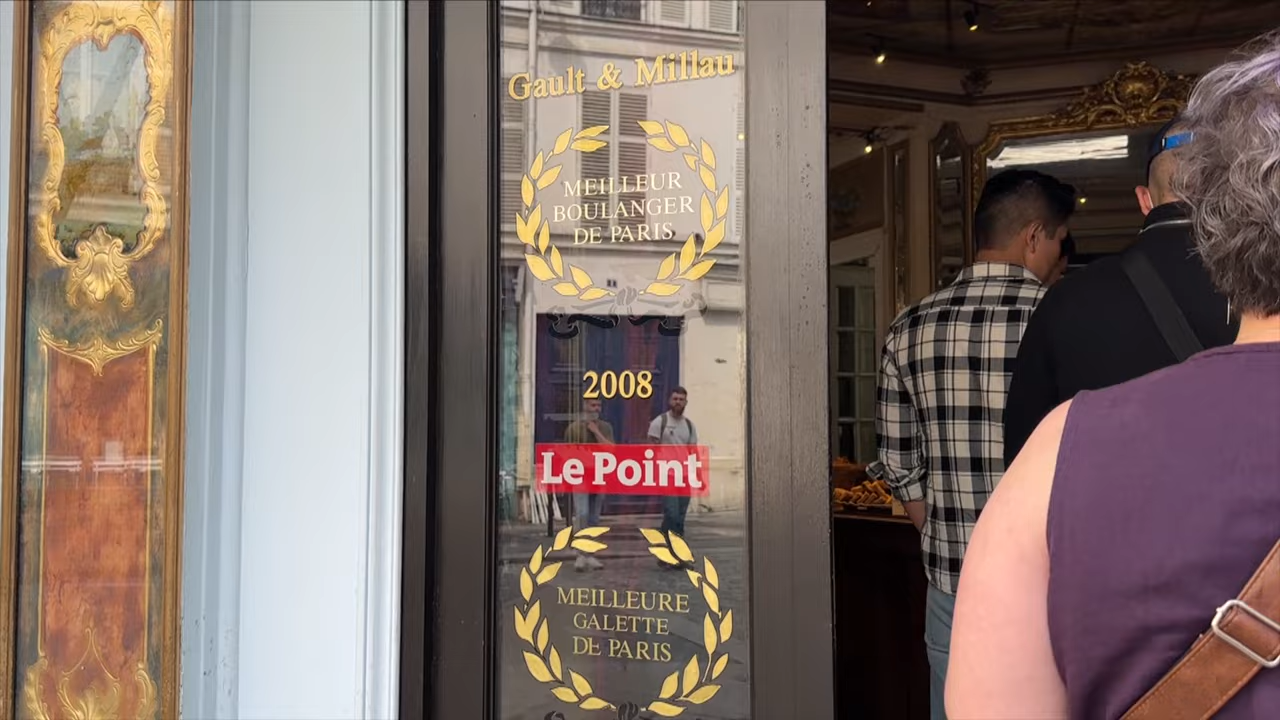 Gault & Millau
MEILLEUR
BOULANGER
DE PARIS
2008
Le Point
MEILLEURE
GALETTE
DE PARIS